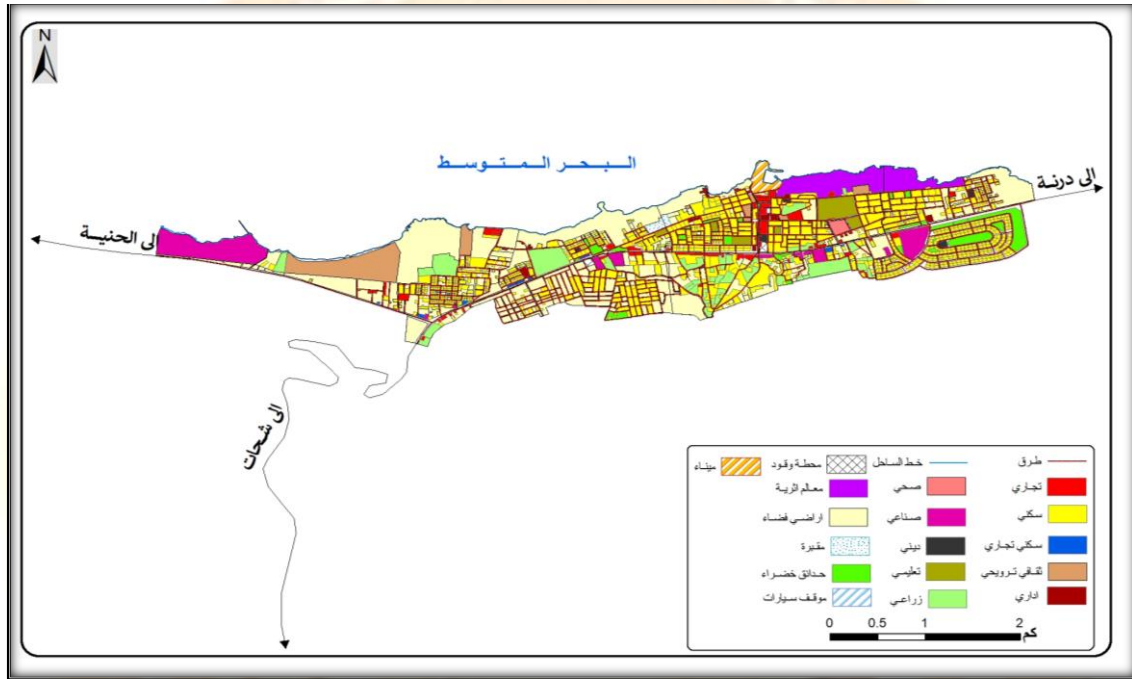 N
البحر المتوسط
الى درنة
الى الحنية
الى شحات
طرق
خط الساحل
محطة وقود
ميناء
تجاري
صحي
معالم اثرية
سكني
صناعي
اراضي فضاء
سكني تجاري
ديني
مقبرة
ثقافي ترويحي
تعليمي
حدائق خضراء
اداري
زراعي
موقف سيارات
0 0.5 1 2
كم